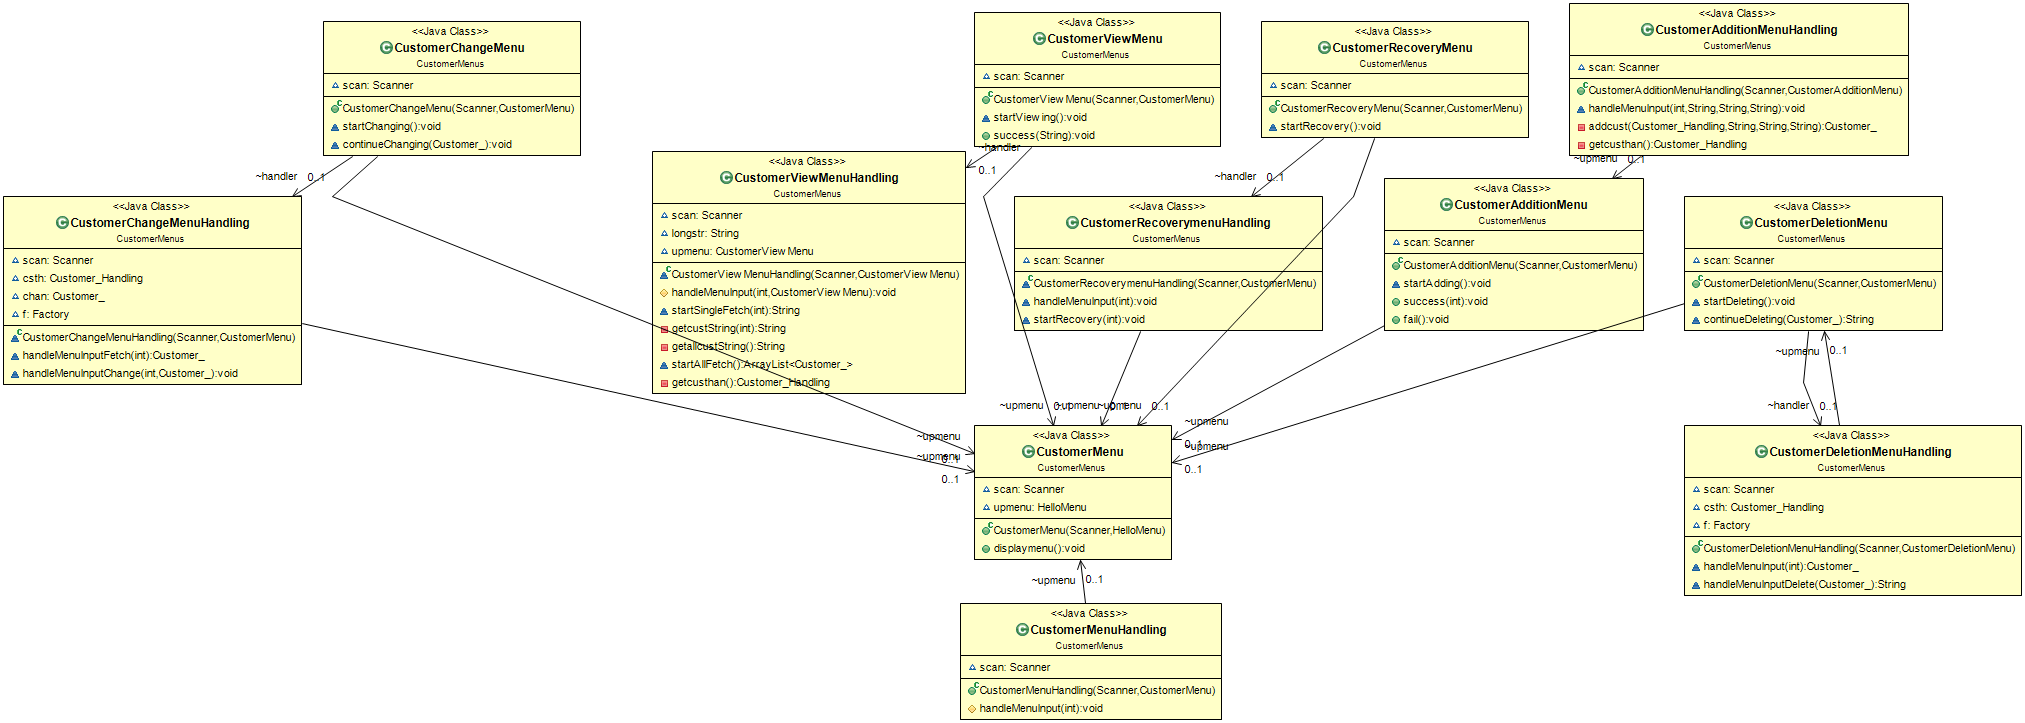 <<Java Class>>
CustomerChangeMenu
CustomerMenus
scan: Scanner
CustomerChangeMenu(Scanner,CustomerMenu)
startChanging():void
continueChanging(Customer_):void
<<Java Class>>
CustomerViewMenu
CustomerMenus
scan: Scanner
CustomerViewMenu(Scanner,CustomerMenu)
startViewing():void
success(String):void
<<Java Class>>
CustomerRecoveryMenu
CustomerMenus
scan: Scanner
CustomerRecoveryMenu(Scanner,CustomerMenu)
startRecovery():void
<<Java Class>>
CustomerAdditionMenuHandling
CustomerMenus
scan: Scanner
CustomerAdditionMenuHandling(Scanner,CustomerAdditionMenu)
handleMenuInput(int,String,String,String):void
addcust(Customer_Handling,String,String,String):Customer_
getcusthan():Customer_Handling
~handler 0..1
~handler
0..1
~handler 0..1
~upmenu 0..1
<<Java Class>>
CustomerChangeMenuHandling
CustomerMenus
scan: Scanner
csth: Customer_Handling
chan: Customer_
f: Factory
CustomerChangeMenuHandling(Scanner,CustomerMenu)
handleMenuInputFetch(int):Customer_
handleMenuInputChange(int,Customer_):void
<<Java Class>>
CustomerViewMenuHandling
CustomerMenus
scan: Scanner
longstr: String
upmenu: CustomerViewMenu
CustomerViewMenuHandling(Scanner,CustomerViewMenu)
handleMenuInput(int,CustomerViewMenu):void
startSingleFetch(int):String
getcustString(int):String
getallcustString():String
startAllFetch():ArrayList<Customer_>
getcusthan():Customer_Handling
<<Java Class>>
CustomerRecoverymenuHandling
CustomerMenus
scan: Scanner
CustomerRecoverymenuHandling(Scanner,CustomerMenu)
handleMenuInput(int):void
startRecovery(int):void
<<Java Class>>
CustomerAdditionMenu
CustomerMenus
scan: Scanner
CustomerAdditionMenu(Scanner,CustomerMenu)
startAdding():void
success(int):void
fail():void
<<Java Class>>
CustomerDeletionMenu
CustomerMenus
scan: Scanner
CustomerDeletionMenu(Scanner,CustomerMenu)
startDeleting():void
continueDeleting(Customer_):String
~upmenu 0..1
~handler 0..1
~upmenu 0..1 ~upmenu 0..1 ~upmenu 0..1
~upmenu
0..1
~upmenu
0..1
~upmenu
0..1
~upmenu
0..1
<<Java Class>>
CustomerMenu
CustomerMenus
scan: Scanner
upmenu: HelloMenu
CustomerMenu(Scanner,HelloMenu)
displaymenu():void
<<Java Class>>
CustomerDeletionMenuHandling
CustomerMenus
scan: Scanner
csth: Customer_Handling
f: Factory
CustomerDeletionMenuHandling(Scanner,CustomerDeletionMenu)
handleMenuInput(int):Customer_
handleMenuInputDelete(Customer_):String
~upmenu 0..1
<<Java Class>>
CustomerMenuHandling
CustomerMenus
scan: Scanner
CustomerMenuHandling(Scanner,CustomerMenu)
handleMenuInput(int):void